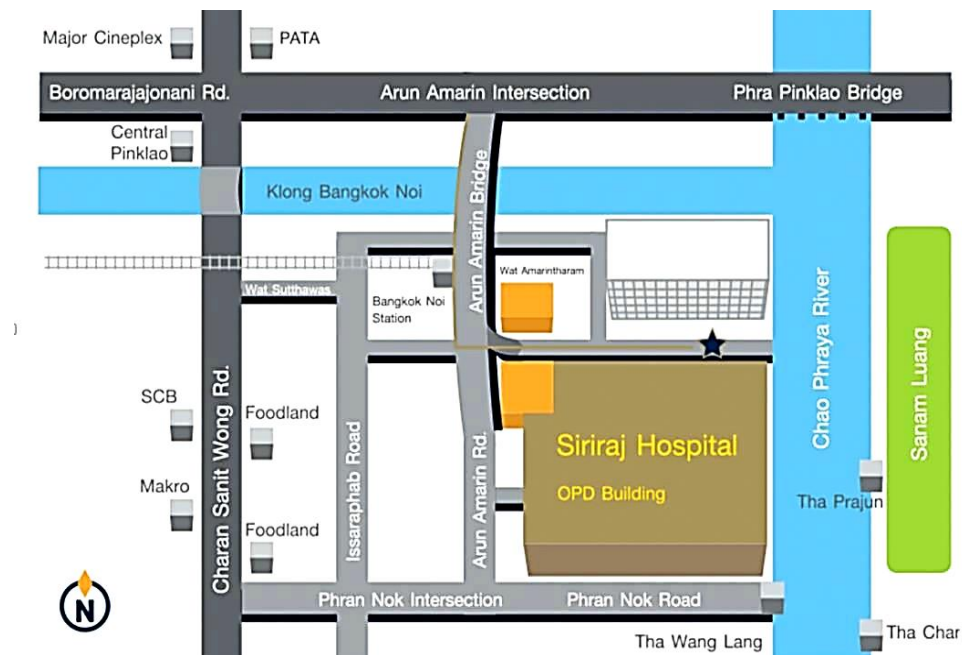 Major Cineplex
PATA
Boromarajajonani Rd.
Arun Amarin Intersection
Phra Pinklao Bridge
Central
Pinklao
Klong Bangkok Noi
Arun Amarin Bridge
Wat Amarintharam
Wat Sutthawas
Bangkok Noi
Station
Chao Phraya River
Sanam Luang
SCB
Foodland
Charan Sanit Wong Rd.
Issaraphab Road
Arun Amarin Rd.
Siriraj Hospital
OPD Building
Makro
Tha Prajun
Foodland
N
Phran Nok Intersection
Phran Nok Road
Tha Wang Lang
Tha Char